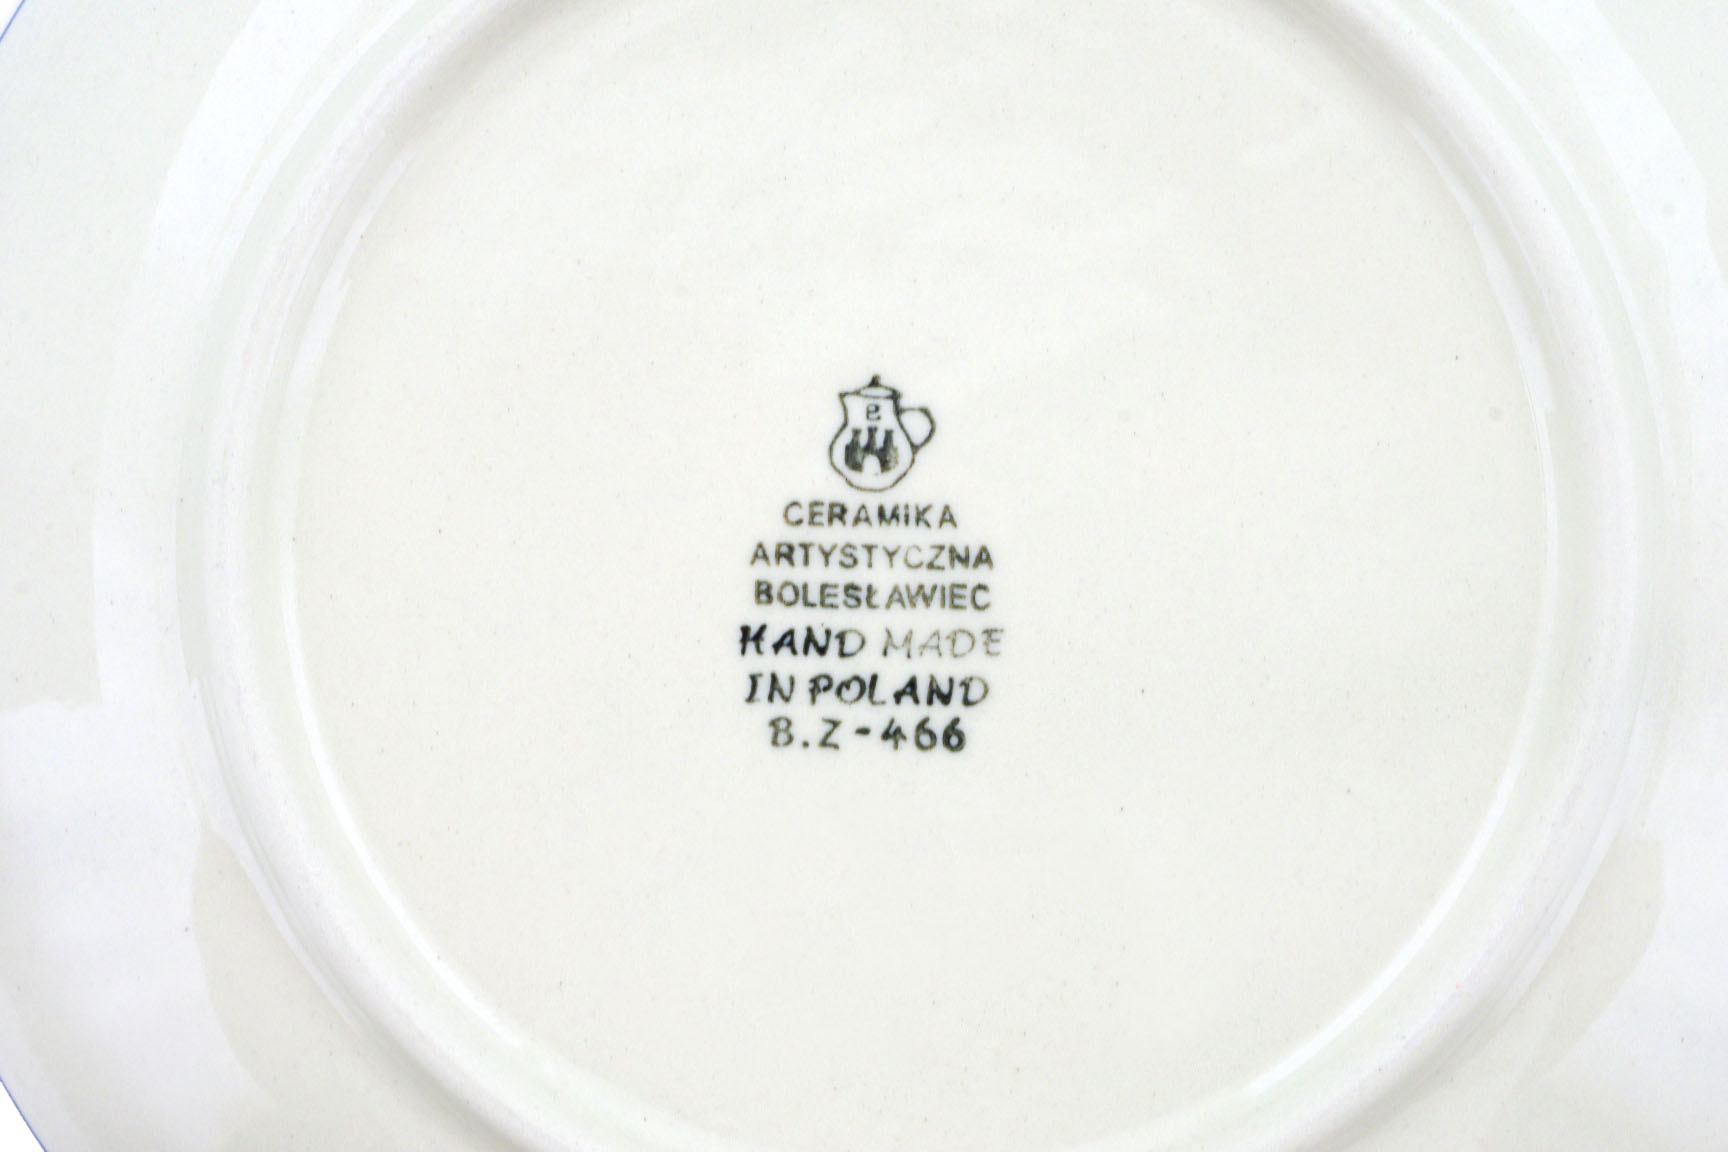 e
CERAMIKA
ARTYSTYCZNA
BOLESŁAWIEC
HAND MADE
IN POLAND
B.Z-466